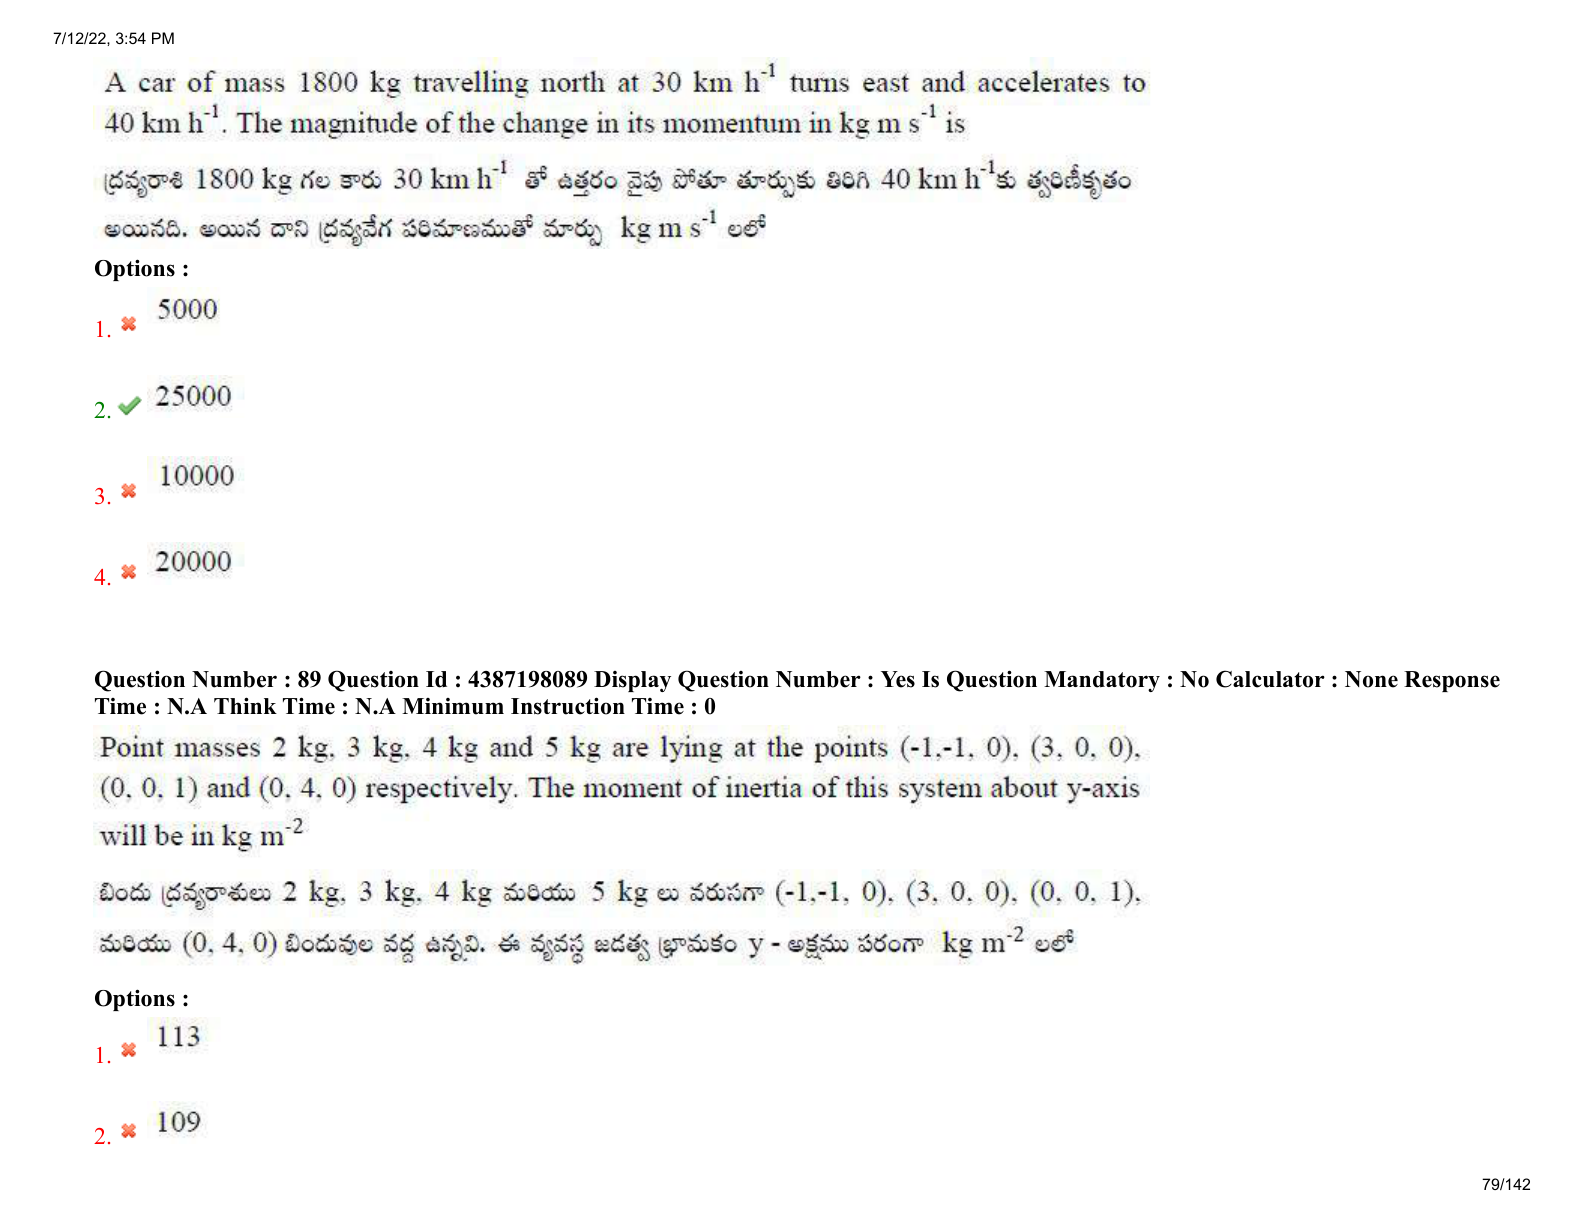 7/12/22, 3:54 PM
A car of mass 1800 kg travelling north at 30 km h⁻¹ turns east and accelerates to
40 km h⁻¹. The magnitude of the change in its momentum in kg m s⁻¹ is
ద్రవ్యరాశి 1800 kg గల కారు 30 km h⁻¹ తో ఉత్తరం వైపు పోతూ తూర్పుకు తిరిగి 40 km h⁻¹కు త్వరిణీకృతం
అయినది. అయిన దాని ద్రవ్యవేగ పరిమాణముతో మార్పు kg m s⁻¹ లలో
Options :
5000
1.
25000
2.
10000
3.
20000
4.
Question Number : 89 Question Id : 4387198089 Display Question Number : Yes Is Question Mandatory : No Calculator : None Response
Time : N.A Think Time : N.A Minimum Instruction Time : 0
Point masses 2 kg, 3 kg, 4 kg and 5 kg are lying at the points (-1,-1, 0), (3, 0, 0),
(0, 0, 1) and (0, 4, 0) respectively. The moment of inertia of this system about y-axis
will be in kg m⁻²
బిందు ద్రవ్యరాశులు 2 kg, 3 kg, 4 kg మరియు 5 kg లు వరుసగా (-1,-1, 0), (3, 0, 0), (0, 0, 1),
మరియు (0, 4, 0) బిందువుల వద్ద ఉన్నవి. ఈ వ్యవస్థ జడత్వ భ్రామకం y - అక్షము పరంగా kg m⁻² లలో
Options :
113
1.
109
2.
79/142